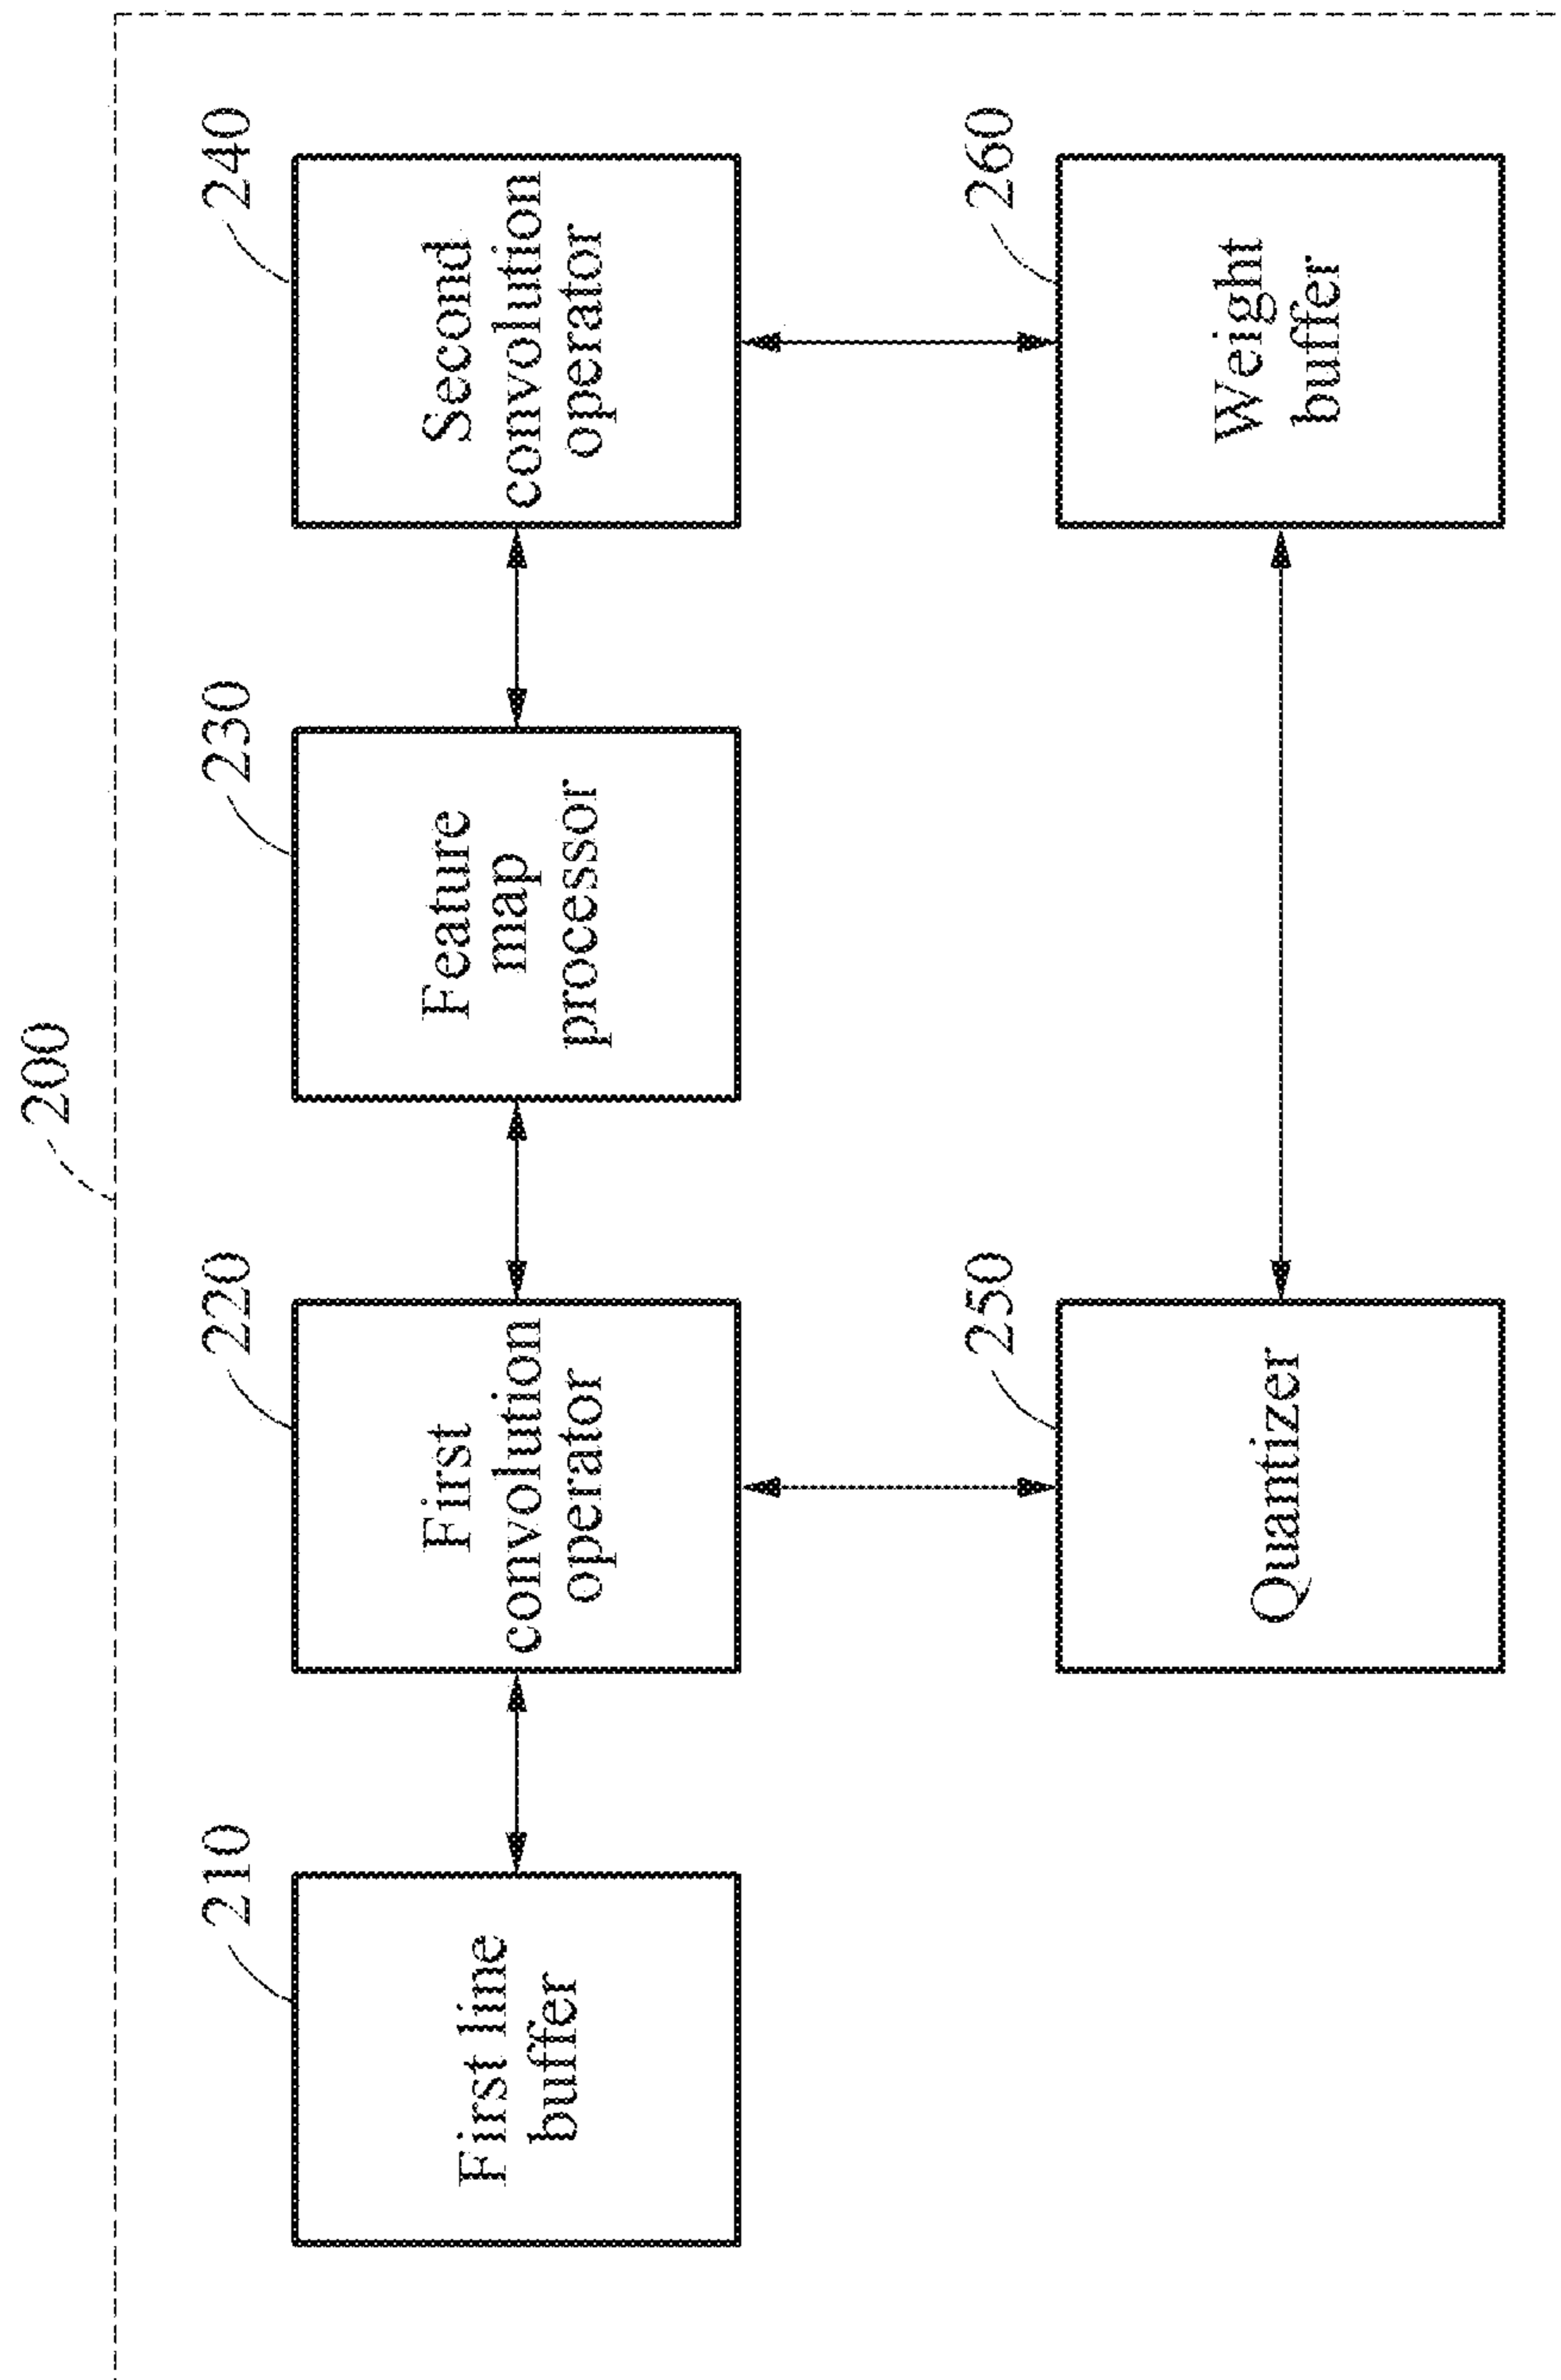 200
210
First line
buffer
220
First
convolution
operator
230
Feature
map
processor
240
Second
convolution
operator
250
Quantizer
260
Weight
buffer